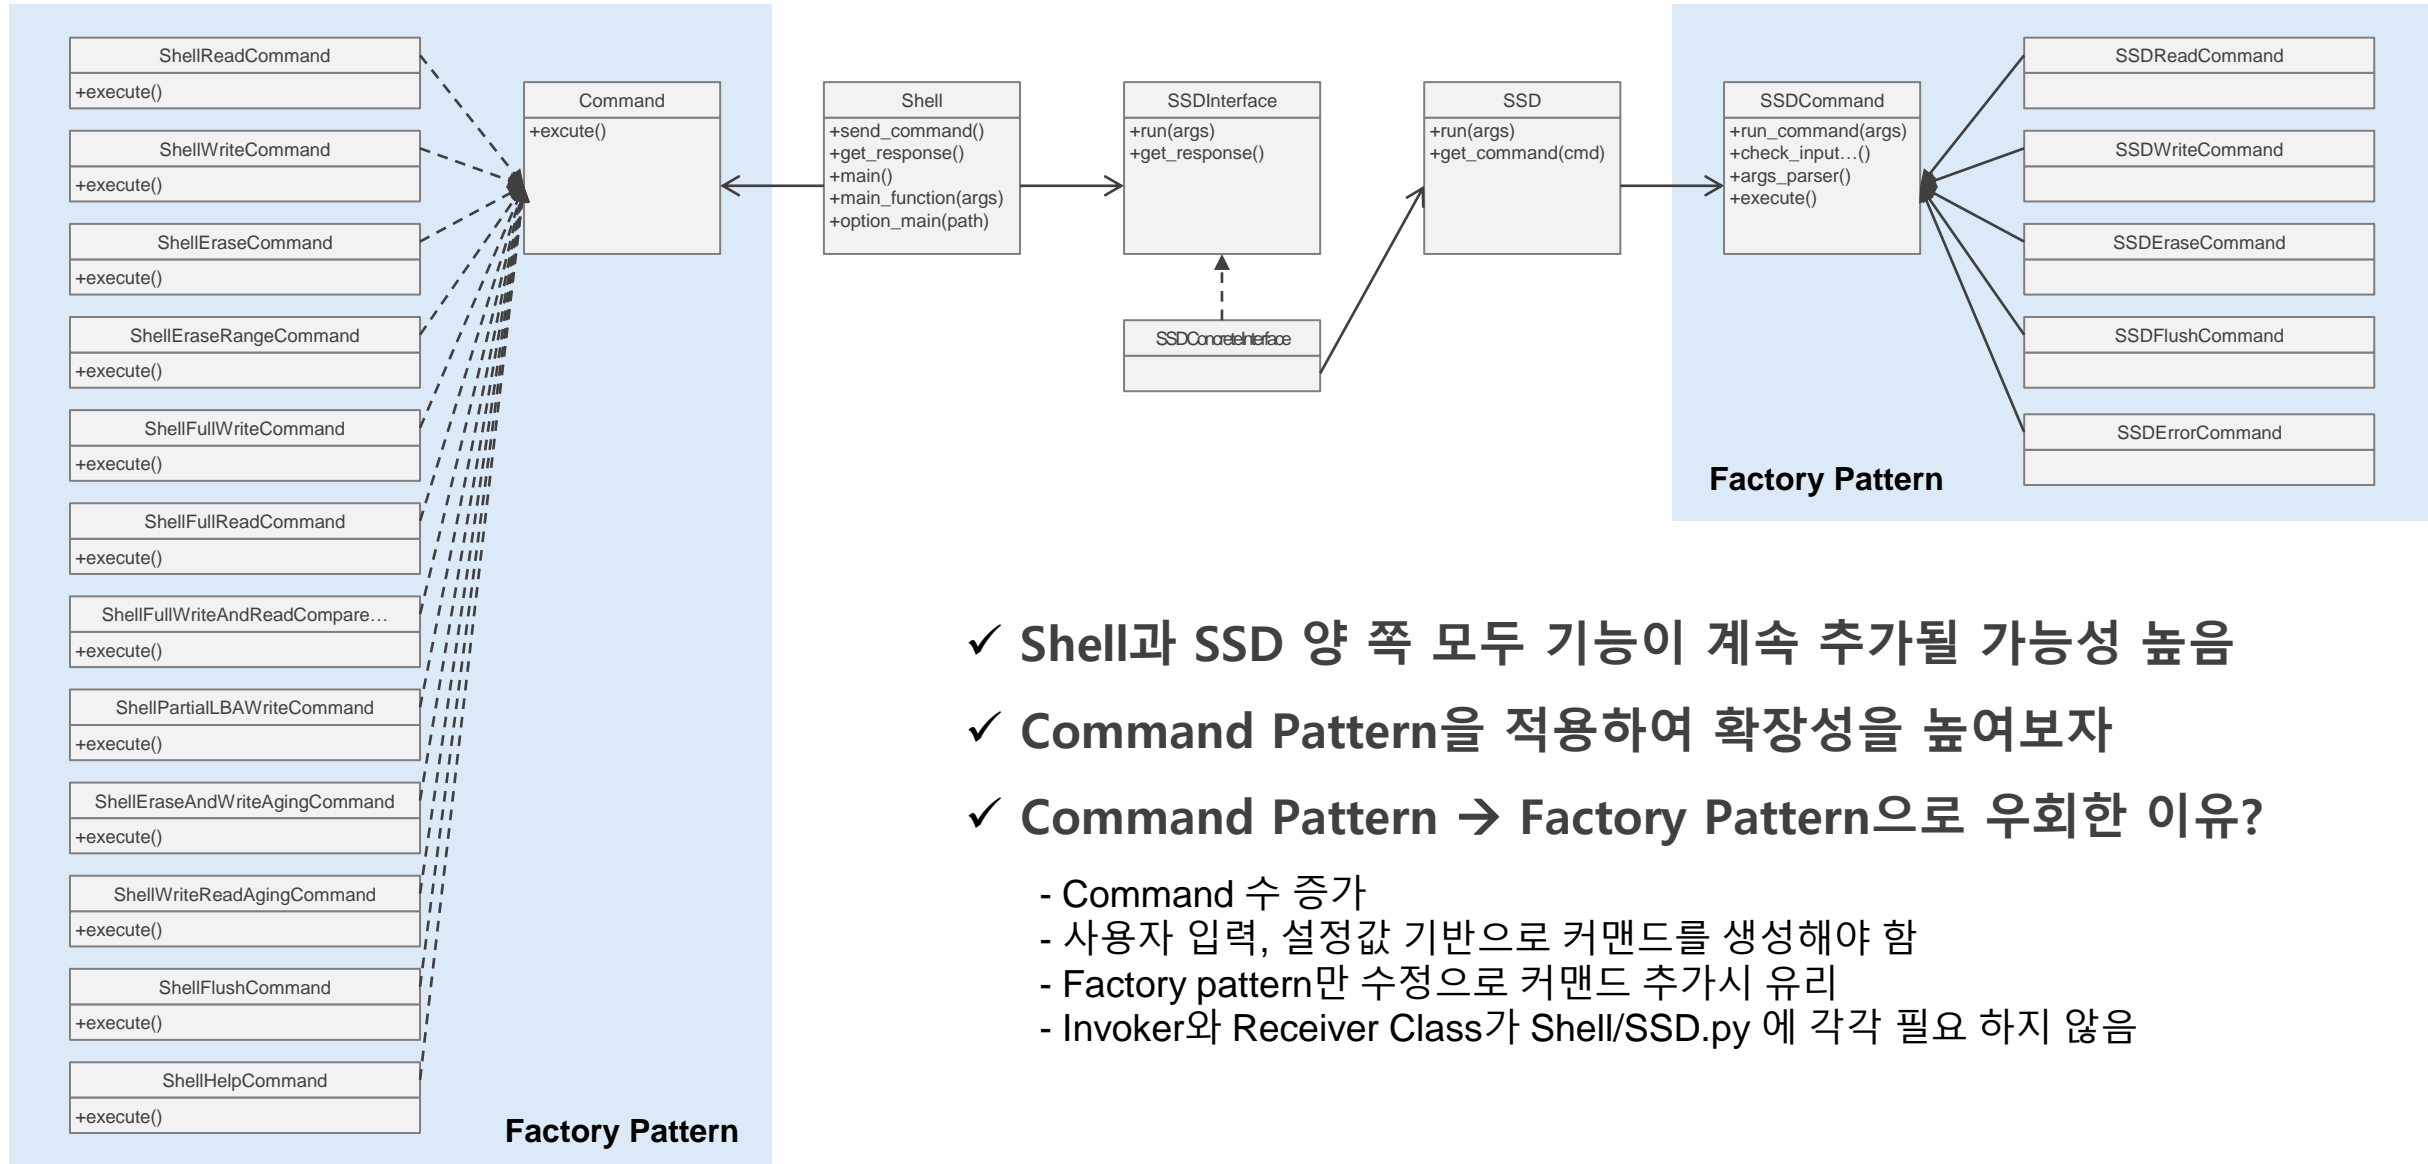 ShellReadCommand
+execute()
ShellWriteCommand
+execute()
ShellEraseCommand
+execute()
ShellEraseRangeCommand
+execute()
ShellFullWriteCommand
+execute()
ShellFullReadCommand
+execute()
ShellFullWriteAndReadCompare…
+execute()
ShellPartialLBAWriteCommand
+execute()
ShellEraseAndWriteAgingCommand
+execute()
ShellWriteReadAgingCommand
+execute()
ShellFlushCommand
+execute()
ShellHelpCommand
+execute()
Command
+excute()
Factory Pattern
Shell
+send_command()
+get_response()
+main()
+main_function(args)
+option_main(path)
SSDInterface
+run(args)
+get_response()
SSDConcreteInterface
SSD
+run(args)
+get_command(cmd)
SSDCommand
+run_command(args)
+check_input…()
+args_parser()
+execute()
SSDReadCommand
SSDWriteCommand
SSDEraseCommand
SSDFlushCommand
SSDErrorCommand
Factory Pattern
✓ Shell과 SSD 양 쪽 모두 기능이 계속 추가될 가능성 높음
✓ Command Pattern을 적용하여 확장성을 높여보자
✓ Command Pattern → Factory Pattern으로 우회한 이유?
- Command 수 증가
- 사용자 입력, 설정값 기반으로 커맨드를 생성해야 함
- Factory pattern만 수정으로 커맨드 추가시 유리
- Invoker와 Receiver Class가 Shell/SSD.py 에 각각 필요 하지 않음